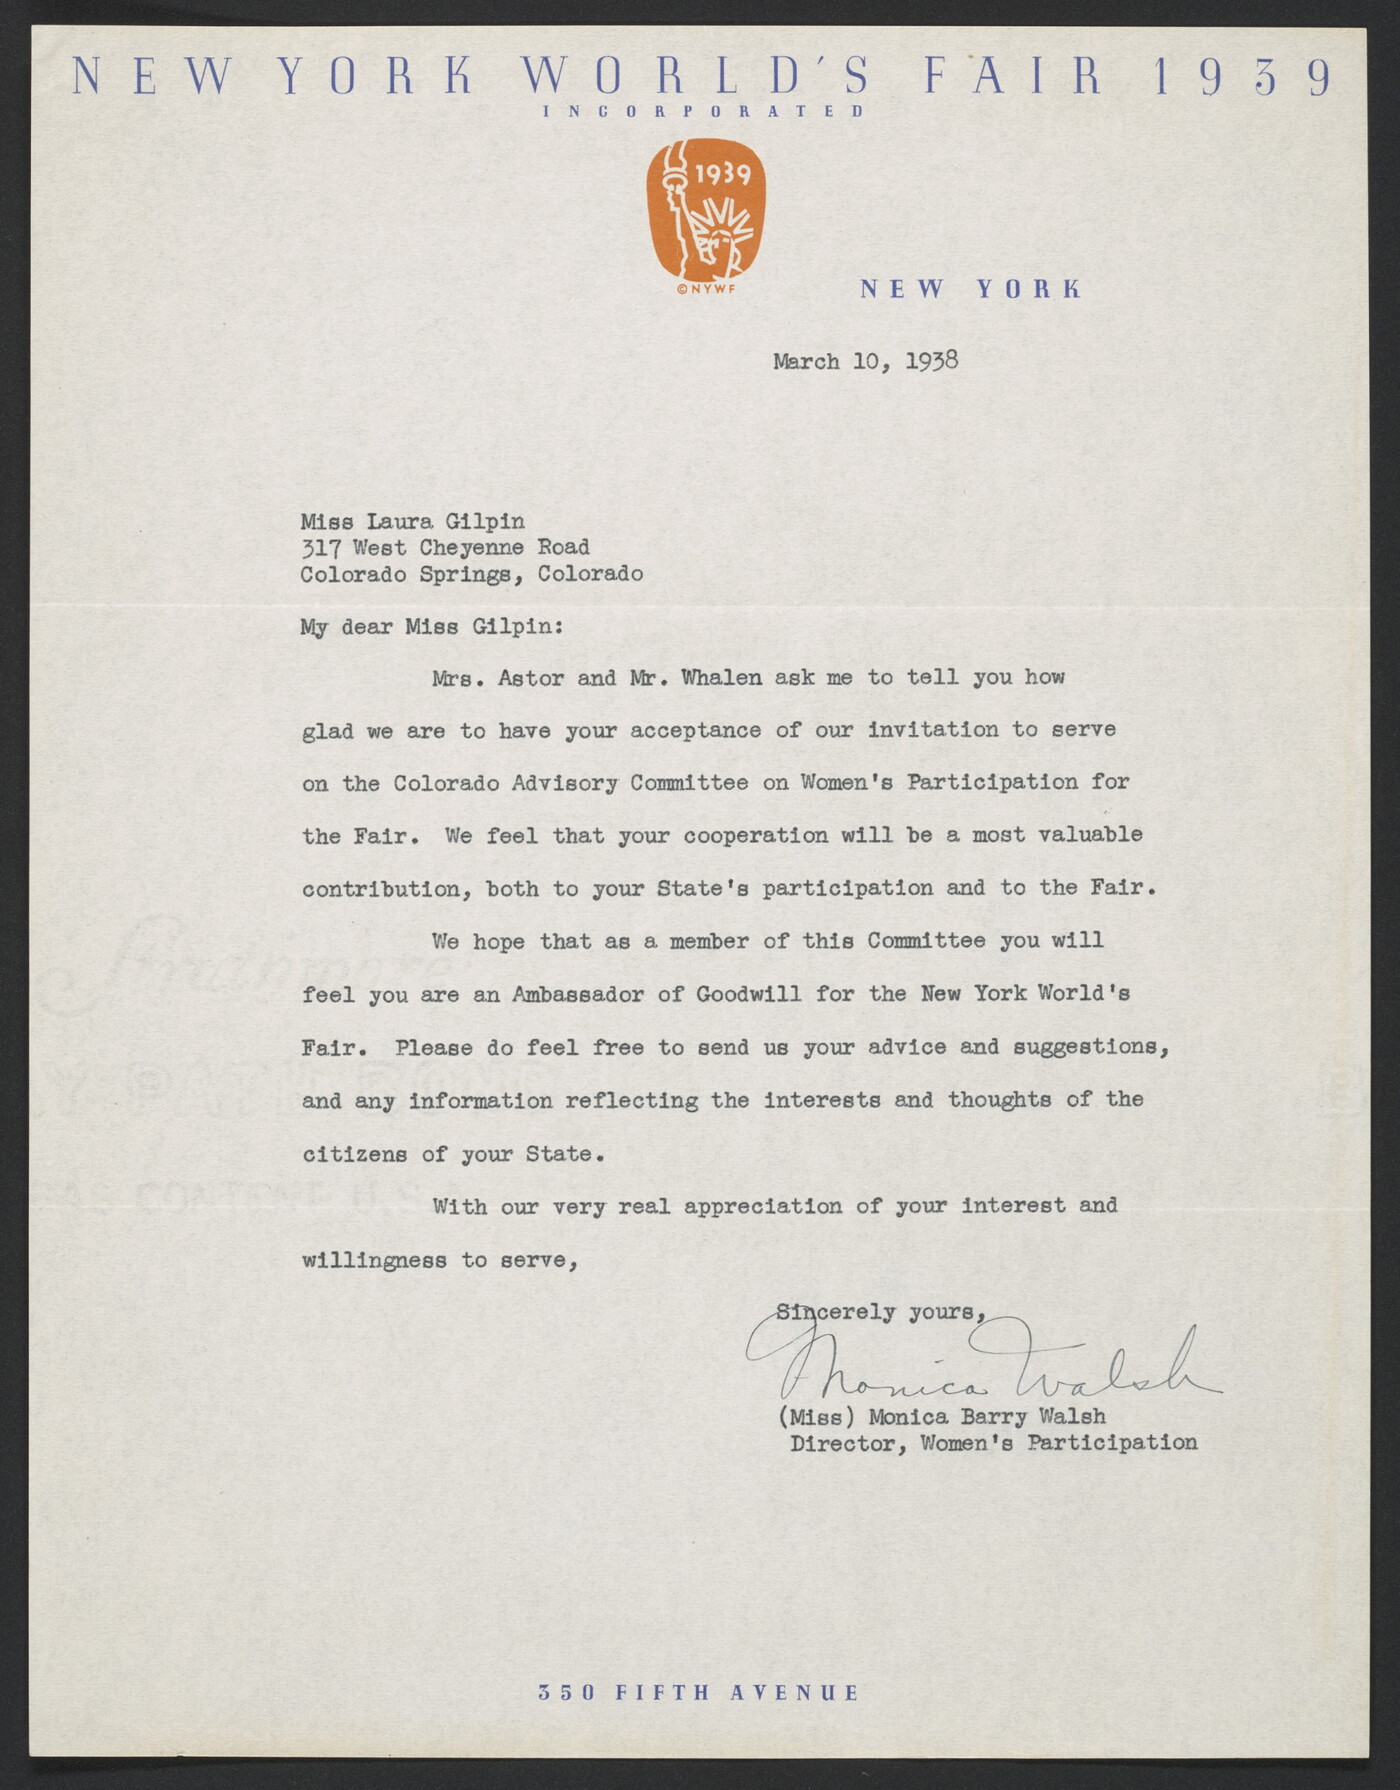 NEW YORK WORLD'S FAIR 1939
INCORPORATED
1939
©NYWF
NEW YORK
March 10, 1938
Miss Laura Gilpin
317 West Cheyenne Road
Colorado Springs, Colorado
My dear Miss Gilpin:
Mrs. Astor and Mr. Whalen ask me to tell you how
glad we are to have your acceptance of our invitation to serve
on the Colorado Advisory Committee on Women's Participation for
the Fair.  We feel that your cooperation will be a most valuable
contribution, both to your State's participation and to the Fair.
We hope that as a member of this Committee you will
feel you are an Ambassador of Goodwill for the New York World's
Fair.  Please do feel free to send us your advice and suggestions,
and any information reflecting the interests and thoughts of the
citizens of your State.
With our very real appreciation of your interest and
willingness to serve,
Sincerely yours,
Monica Walsh
(Miss) Monica Barry Walsh
Director, Women's Participation
350 FIFTH AVENUE